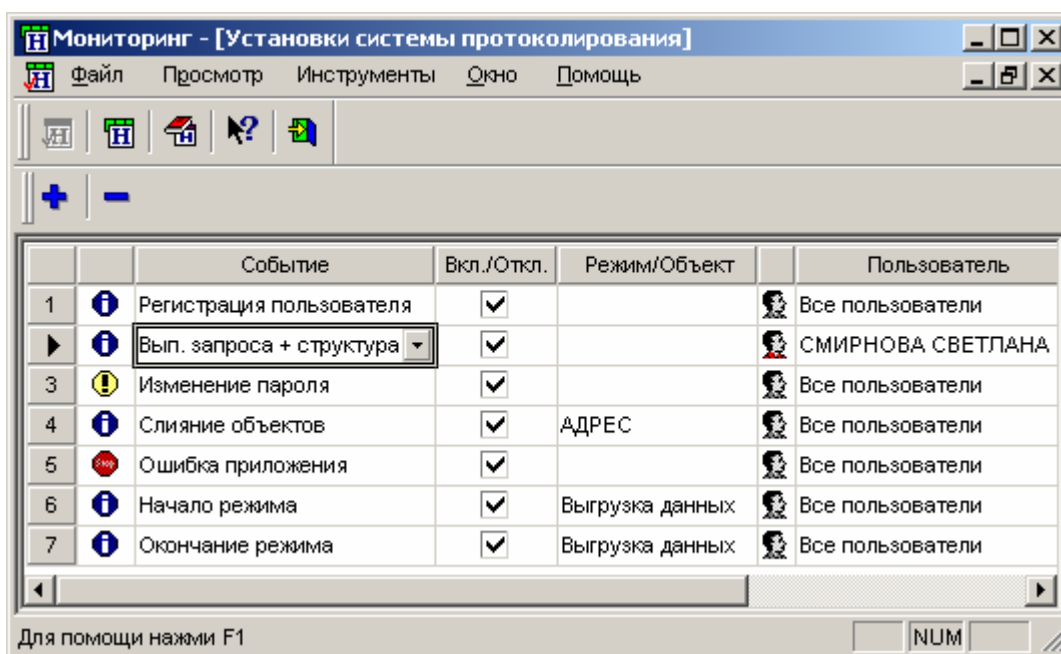 Мониторинг - [Установки системы протоколирования]
Файл Просмотр Инструменты Окно Помощь
Событие Вкл./Откл. Режим/Объект Пользователь
1 Регистрация пользователя Все пользователи
Вып. запроса + структура СМИРНОВА СВЕТЛАНА
3 Изменение пароля Все пользователи
4 Слияние объектов АДРЕС Все пользователи
5 Stop Ошибка приложения Все пользователи
6 Начало режима Выгрузка данных Все пользователи
7 Окончание режима Выгрузка данных Все пользователи
Для помощи нажми F1 NUM